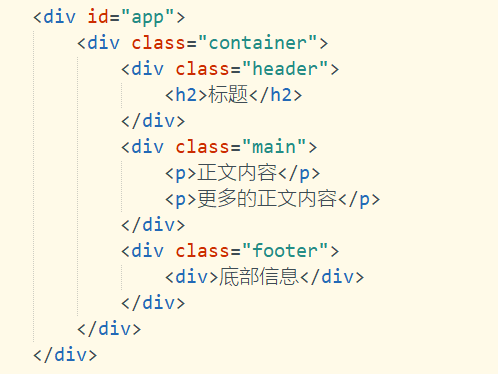 <div id="app">
<div class="container">
<div class="header">
<h2>标题</h2>
</div>
<div class="main">
<p>正文内容</p>
<p>更多的正文内容</p>
</div>
<div class="footer">
<div>底部信息</div>
</div>
</div>
</div>